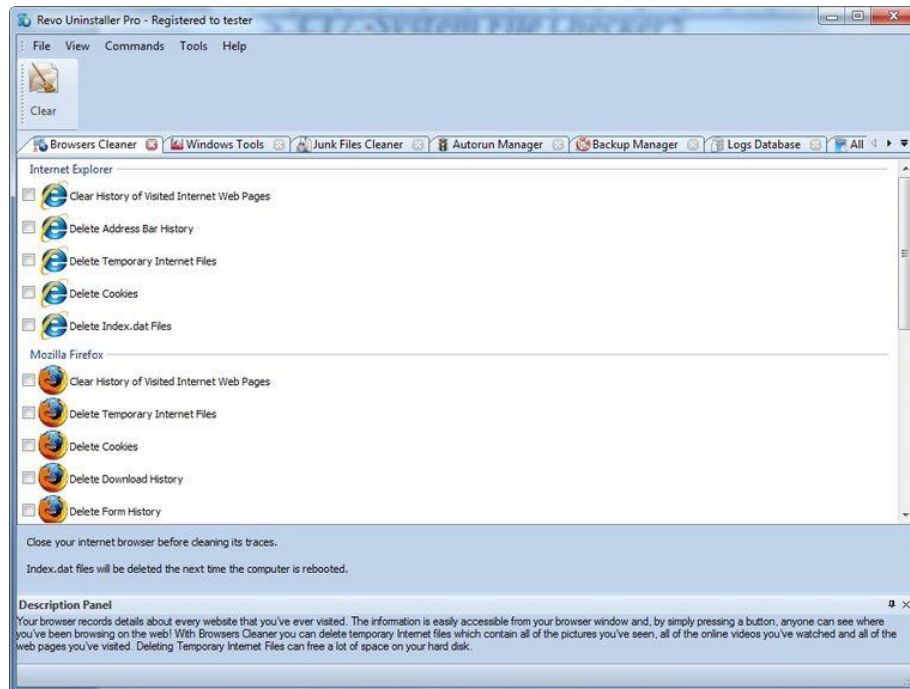 Revo Uninstaller Pro - Registered to tester
File View Commands Tools Help
Clear
Browsers Cleaner Windows Tools Junk Files Cleaner Autorun Manager Backup Manager Logs Database All
Internet Explorer
Clear History of Visited Internet Web Pages
Delete Address Bar History
Delete Temporary Internet Files
Delete Cookies
Delete Index.dat Files
Mozilla Firefox
Clear History of Visited Internet Web Pages
Delete Temporary Internet Files
Delete Cookies
Delete Download History
Delete Form History
Close your internet browser before cleaning its traces.
Index.dat files will be deleted the next time the computer is rebooted.
Description Panel
Your browser records details about every website that you've ever visited. The information is easily accessible from your browser window and, by simply pressing a button, anyone can see where
you've been browsing on the web! With Browsers Cleaner you can delete temporary Internet files which contain all of the pictures you've seen, all of the online videos you've watched and all of the
web pages you've visited. Deleting Temporary Internet Files can free a lot of space on your hard disk.